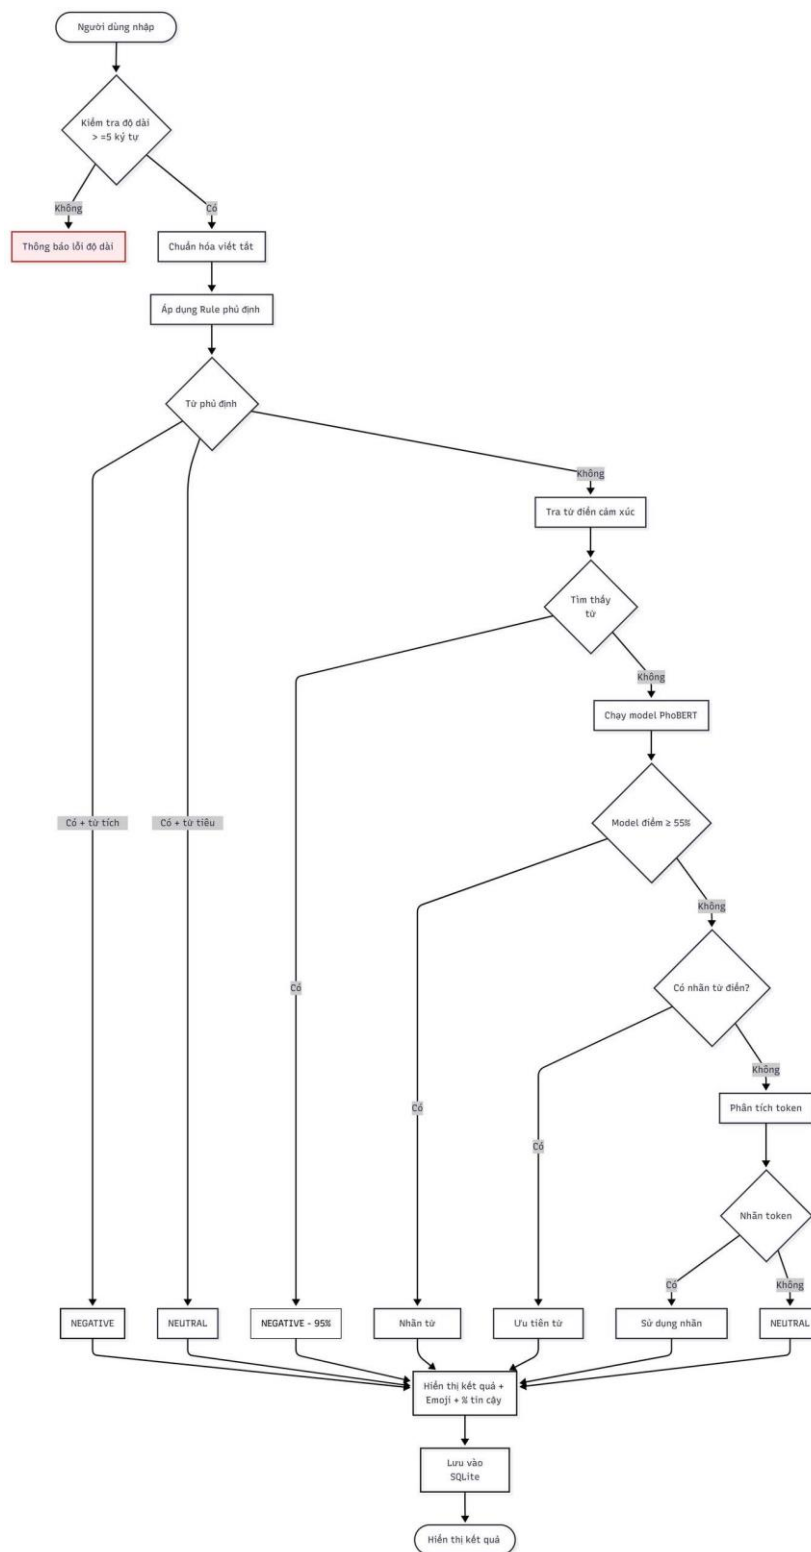 Người dùng nhập
Kiểm tra độ dài
> =5 ký tự
Không
Có
Thông báo lỗi độ dài
Chuẩn hóa viết tắt
Áp dụng Rule phủ định
Từ phủ định
Không
Tra từ điển cảm xúc
Tìm thấy
từ
Không
Chạy model PhoBERT
Có + từ tích
Có + từ tiêu
Model điểm ≥ 55%
Không
Có
Có nhãn từ điển?
Không
Có
Phân tích token
Có
Nhãn token
Có
Không
NEGATIVE
NEUTRAL
NEGATIVE - 95%
Nhãn từ
Ưu tiên từ
Sử dụng nhãn
NEUTRAL
Hiển thị kết quả +
Emoji + % tin cậy
Lưu vào
SQLite
Hiển thị kết quả